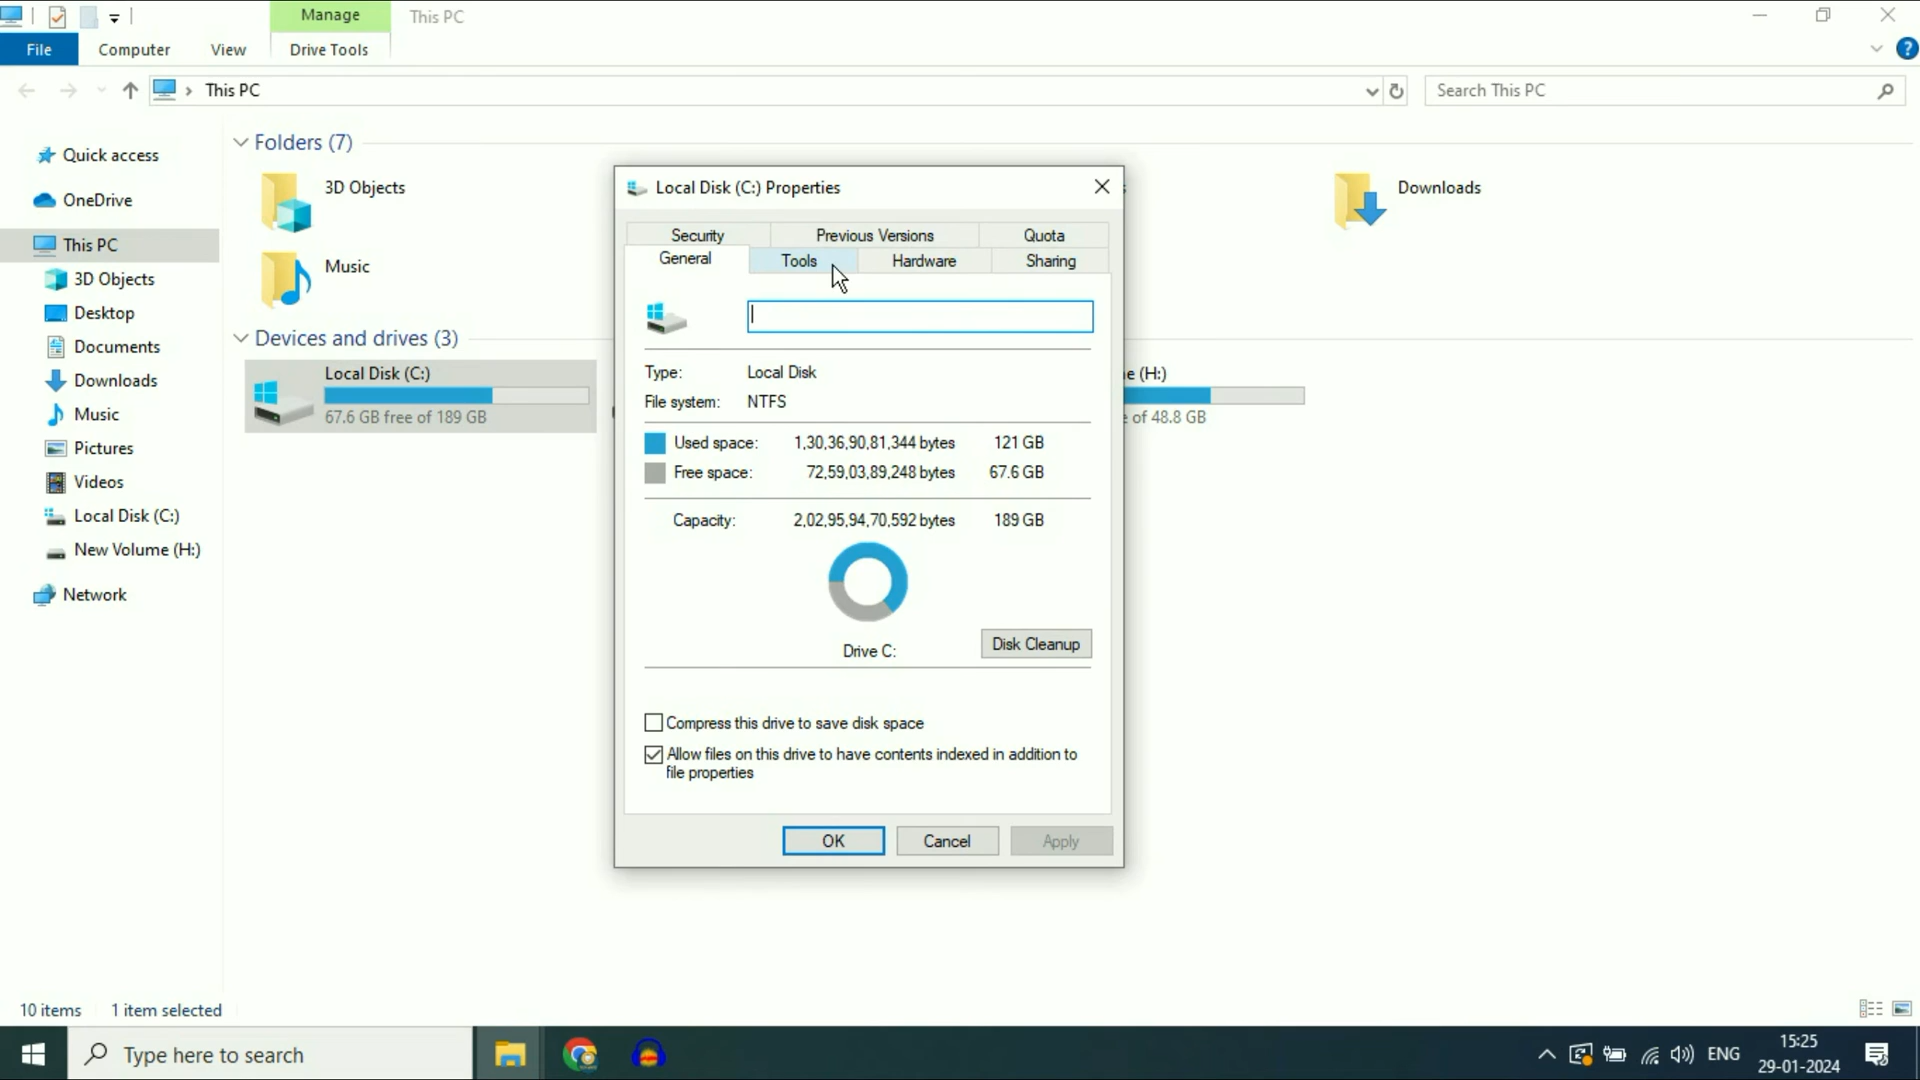 Manage
This PC
File
Computer
View
Drive Tools
?
This PC
Search This PC
Quick access
OneDrive
This PC
3D Objects
Desktop
Documents
Downloads
Music
Pictures
Videos
Local Disk (C:)
New Volume (H:)
Network
Folders (7)
3D Objects
Downloads
Music
Devices and drives (3)
Local Disk (C:)
67.6 GB free of 189 GB
e (H:)
of 48.8 GB
Local Disk (C:) Properties
Security
Previous Versions
Quota
General
Tools
Hardware
Sharing
Type: Local Disk
File system: NTFS
Used space: 1,30,36,90,81,344 bytes 121 GB
Free space: 72,59,03,89,248 bytes 67.6 GB
Capacity: 2,02,95,94,70,592 bytes 189 GB
Drive C:
Disk Cleanup
Compress this drive to save disk space
Allow files on this drive to have contents indexed in addition to
file properties
OK
Cancel
Apply
10 items
1 item selected
Type here to search
ENG
15:25
29-01-2024